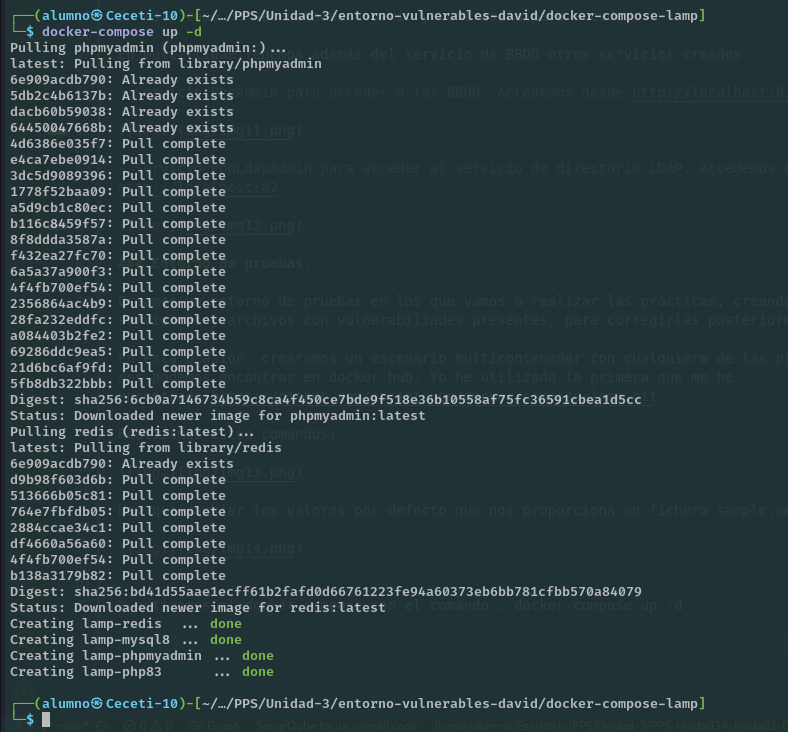 ┌──(alumno㉿Ceceti-10)-[~/…/PPS/Unidad-3/entorno-vulnerables-david/docker-compose-lamp]
└─$ docker-compose up -d
Pulling phpmyadmin (phpmyadmin:)...
latest: Pulling from library/phpmyadmin
6e909acdb790: Already exists
5db2c4b6137b: Already exists
dacb60b59038: Already exists
64450047668b: Already exists
4d6386e035f7: Pull complete
e4ca7ebe0914: Pull complete
3dc5d9089396: Pull complete
1778f52baa09: Pull complete
a5d9cb1c80ec: Pull complete
b116c8459f57: Pull complete
8f8ddda3587a: Pull complete
f432ea27fc70: Pull complete
6a5a37a900f3: Pull complete
4f4fb700ef54: Pull complete
2356864ac4b9: Pull complete
28fa232eddfc: Pull complete
a084403b2fe2: Pull complete
69286ddc9ea5: Pull complete
21d6bc6af9fd: Pull complete
5fb8db322bbb: Pull complete
Digest: sha256:6cb0a7146734b59c8ca4f450ce7bde9f518e36b10558af75fc36591cbea1d5cc
Status: Downloaded newer image for phpmyadmin:latest
Pulling redis (redis:latest)...
latest: Pulling from library/redis
6e909acdb790: Already exists
d9b98f603d6b: Pull complete
513666b05c81: Pull complete
764e7fbfdb05: Pull complete
2884ccae34c1: Pull complete
df4660a56a60: Pull complete
4f4fb700ef54: Pull complete
b138a3179b82: Pull complete
Digest: sha256:bd41d55aae1ecff61b2fafd0d66761223fe94a60373eb6bb781cfbb570a84079
Status: Downloaded newer image for redis:latest
Creating lamp-redis ... done
Creating lamp-mysql8 ... done
Creating lamp-phpmyadmin ... done
Creating lamp-php83 ... done
┌──(alumno㉿Ceceti-10)-[~/…/PPS/Unidad-3/entorno-vulnerables-david/docker-compose-lamp]
└─$